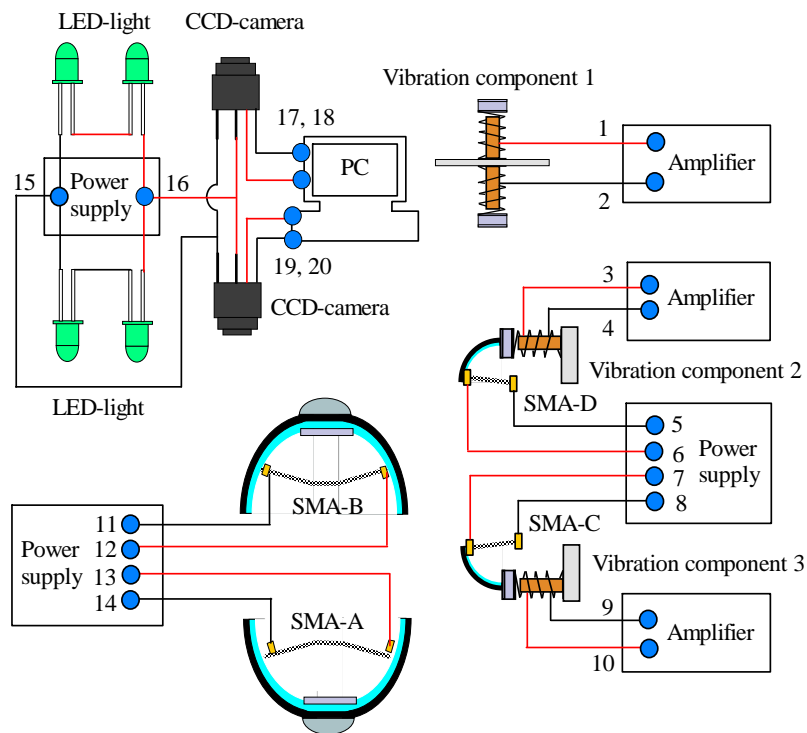 LED-light
CCD-camera
17, 18
PC
15
Power
supply
16
19, 20
CCD-camera
LED-light
Vibration component 1
1
2
Amplifier
3
4
Amplifier
Vibration component 2
SMA-D
5
6
7
8
Power
supply
SMA-C
Vibration component 3
9
10
Amplifier
SMA-B
11
12
13
14
Power
supply
SMA-A